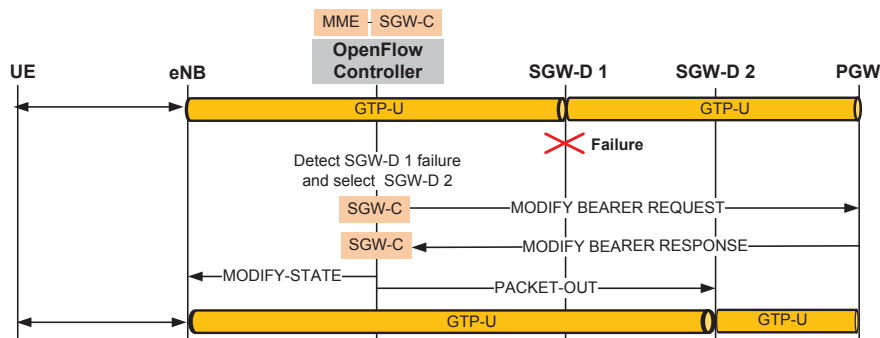 MME - SGW-C
OpenFlow
Controller
UE eNB SGW-D 1 SGW-D 2 PGW
GTP-U GTP-U
Failure
Detect SGW-D 1 failure
and select SGW-D 2
SGW-C MODIFY BEARER REQUEST
SGW-C MODIFY BEARER RESPONSE
MODIFY-STATE
PACKET-OUT
GTP-U GTP-U